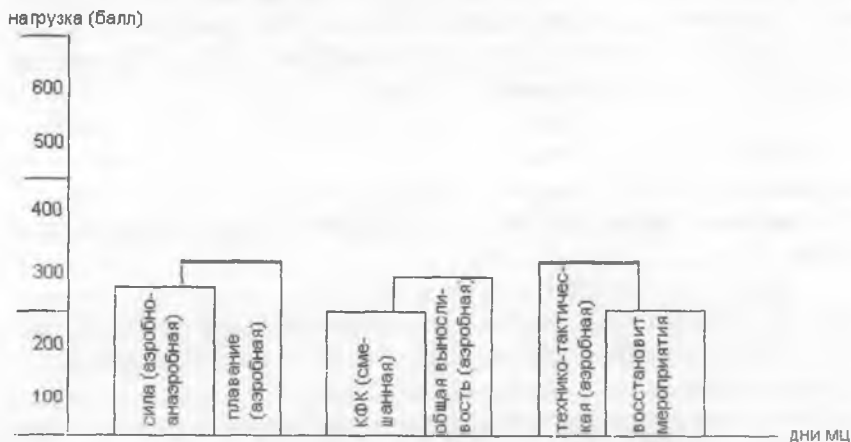 нагрузка (балл)
600
500
400
300
200
100
сила (аэробно-
анаэробная)
плавание
(аэробная)
КФК (сме-
шанная)
общая выносли-
вость (аэробная)
технико-тактичес-
кая (аэробная)
восстановит
мероприятия
дни МЦ